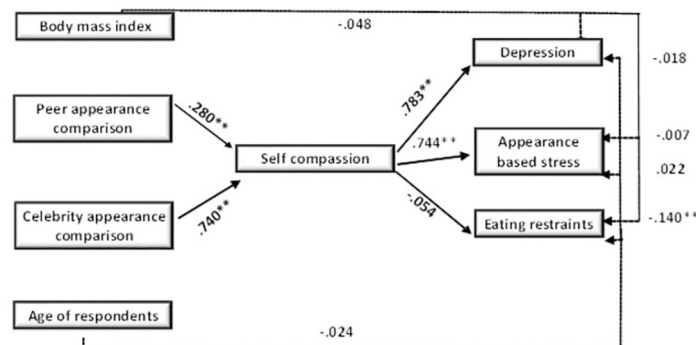 Body mass index
-.048
Depression
-.018
.783**
Peer appearance
comparison
.280**
-.007
.744**
Appearance
based stress
Self compassion
.022
-.054
Celebrity appearance
comparison
.740**
Eating restraints
-.140**
Age of respondents
-.024